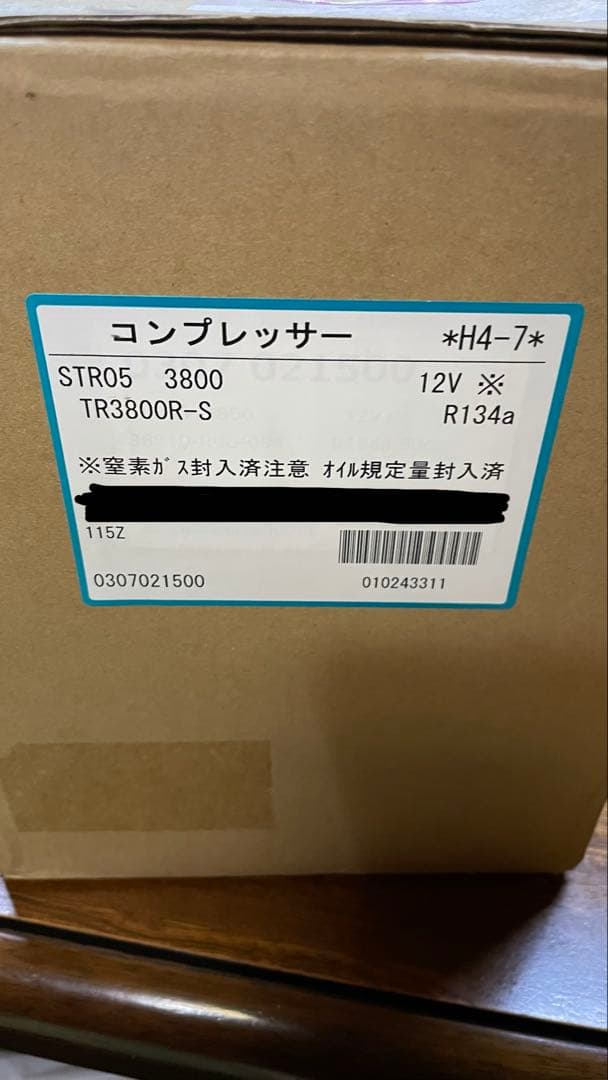 コンプレッサー *H4-7*
STR05 3800 12V ※
TR3800R-S R134a
※窒素ｶﾞｽ封入済注意 ｵｲﾙ規定量封入済
115Z
0307021500 010243311